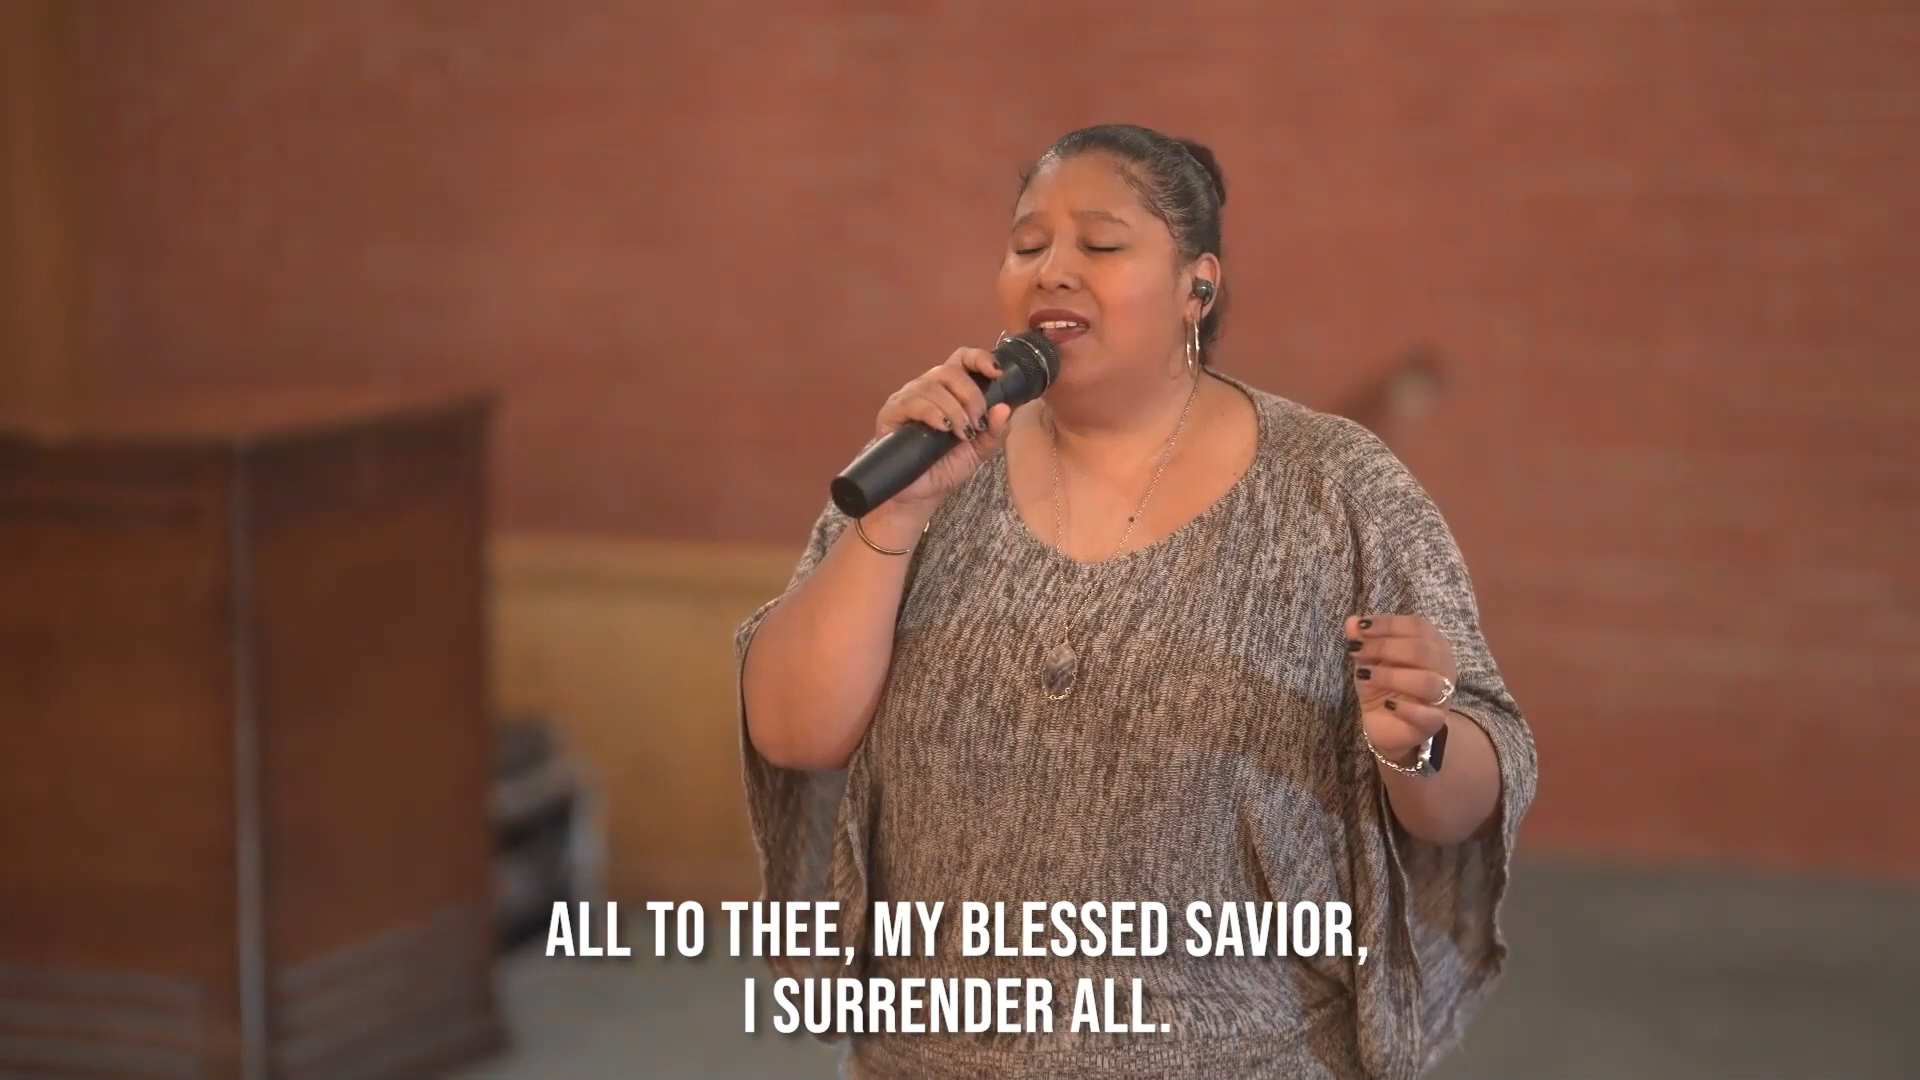 ALL TO THEE, MY BLESSED SAVIOR,
I SURRENDER ALL.